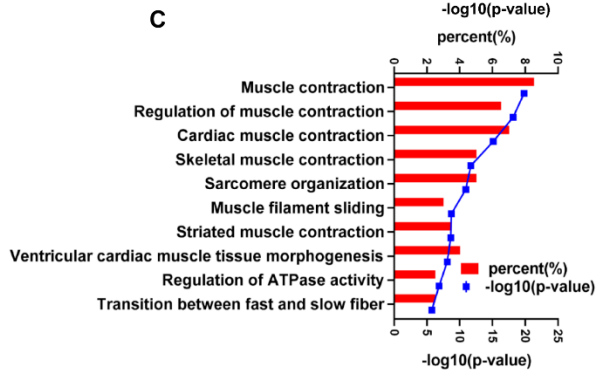 C
-log10(p-value)
percent(%)
0 2 4 6 8 10
Muscle contraction
Regulation of muscle contraction
Cardiac muscle contraction
Skeletal muscle contraction
Sarcomere organization
Muscle filament sliding
Striated muscle contraction
Ventricular cardiac muscle tissue morphogenesis
Regulation of ATPase activity
Transition between fast and slow fiber
percent(%)
-log10(p-value)
0 5 10 15 20 25
-log10(p-value)